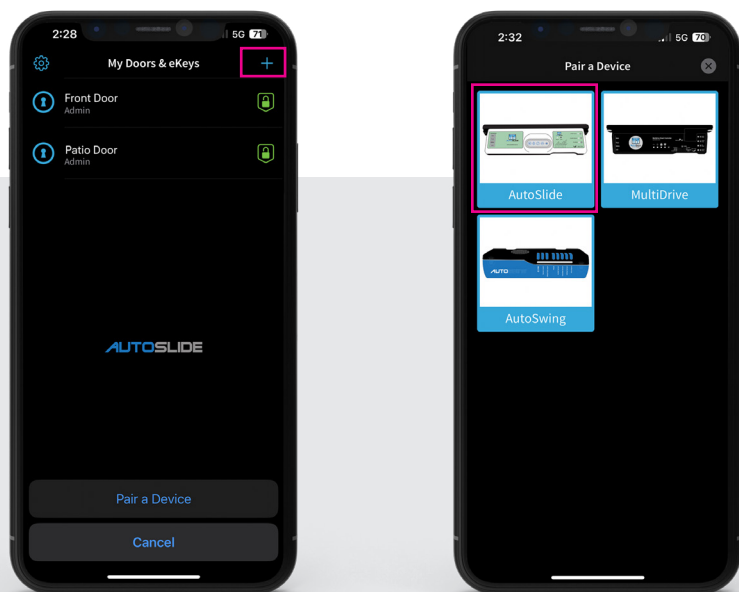 2:28
5G 71
My Doors & eKeys
+
Front Door
Admin
Patio Door
Admin
AUTOSLIDE
Pair a Device
Cancel
2:32
5G 70
Pair a Device
AutoSlide
MultiDrive
AUTO
AutoSwing